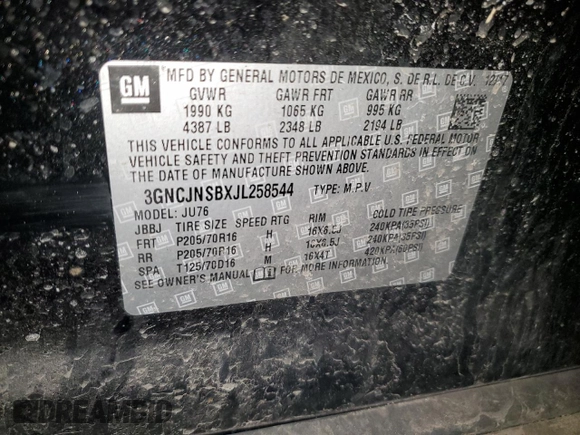 GM
MFD BY GENERAL MOTORS DE MEXICO, S. DE R.L. DE C.V. 12/17
GVWR GAWR FRT GAWR RR
1990 KG 1065 KG 995 KG
4387 LB 2348 LB 2194 LB
THIS VEHICLE CONFORMS TO ALL APPLICABLE U.S. FEDERAL MOTOR
VEHICLE SAFETY AND THEFT PREVENTION STANDARDS IN EFFECT ON
THE DATE OF MANUFACTURE SHOWN ABOVE.
3GNCJNSBXJL258544 TYPE: M.P.V
MODEL: JU76
JBBJ TIRE SIZE SPEED RTG RIM COLD TIRE PRESSURE
FRT P205/70R16 H 16X6.5J 240KPA(35PSI)
RR P205/70R16 H 16X6.5J 240KPA(35PSI)
SPA T125/70D16 M 16X4T 420KPA(60PSI)
SEE OWNER'S MANUAL FOR MORE INFORMATION.
DREAMBID